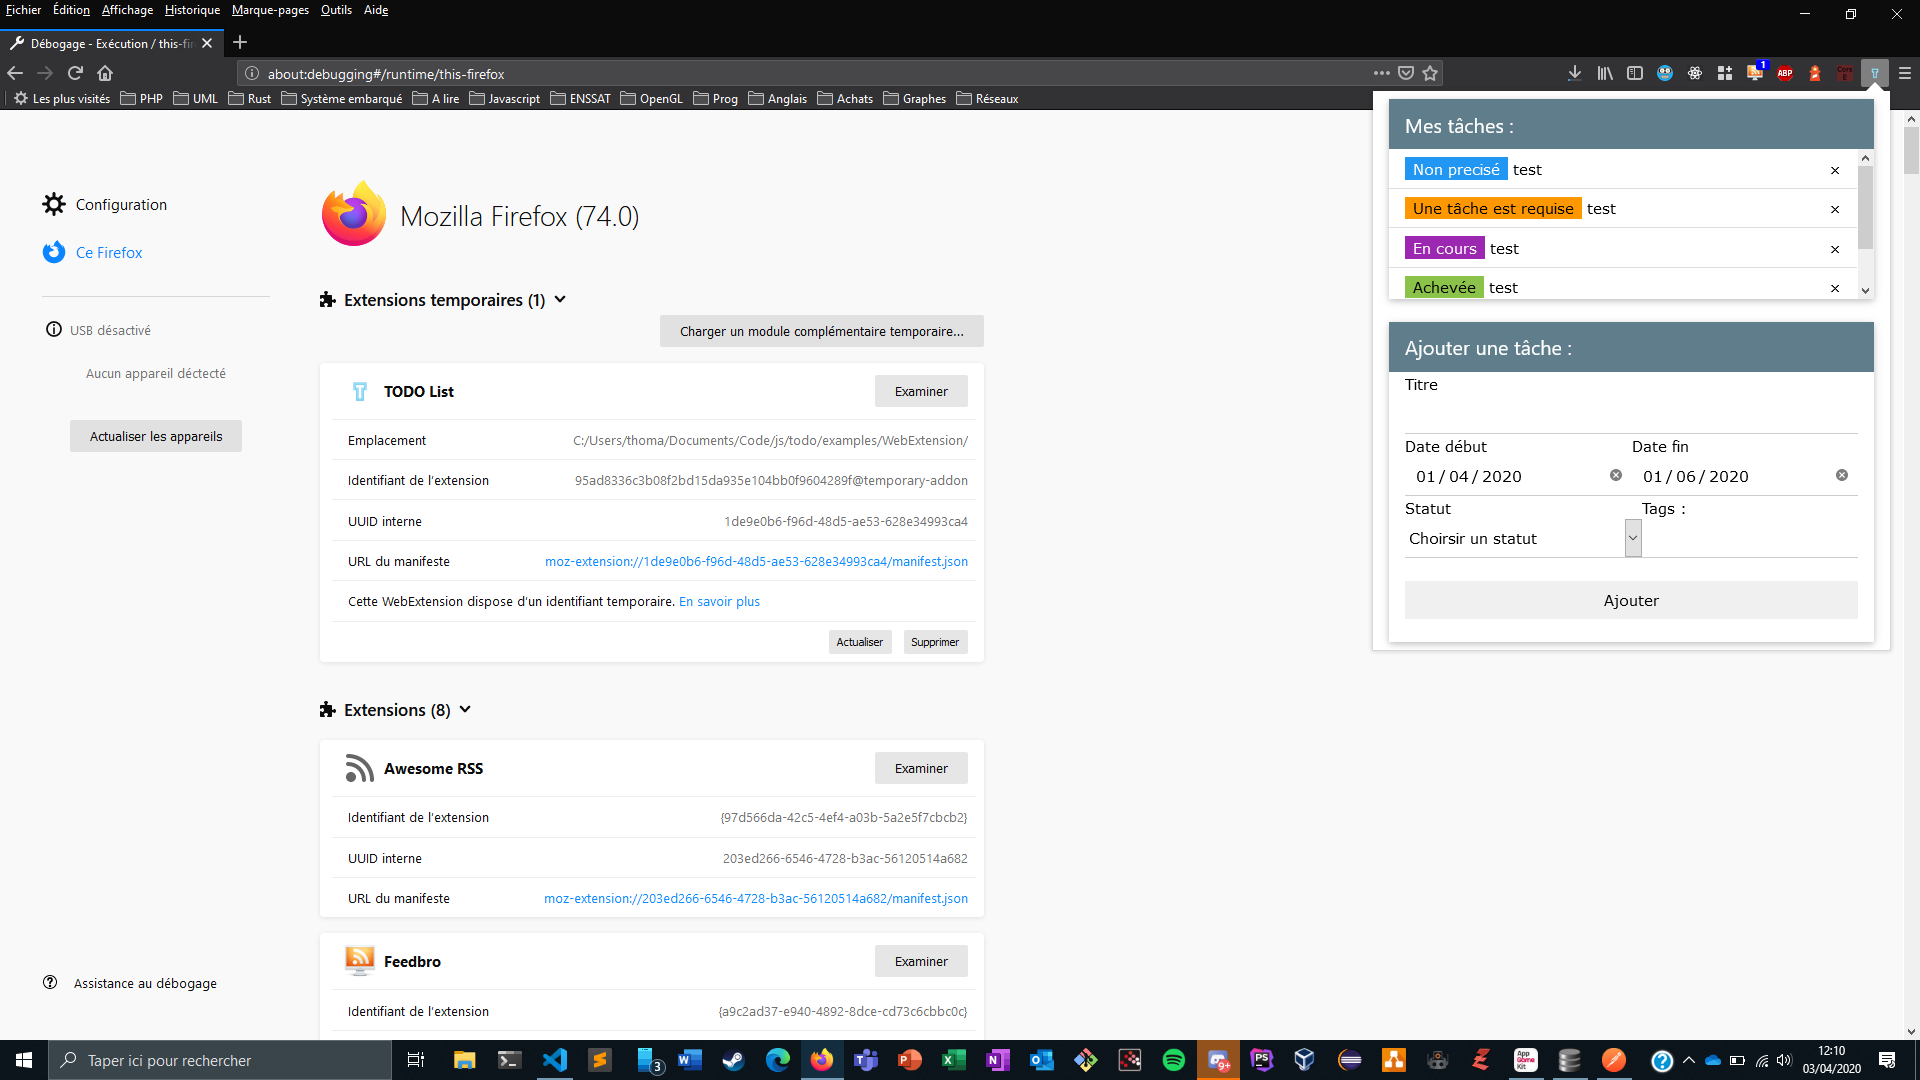 Fichier Édition Affichage Historique Marque-pages Outils Aide
Débogage - Exécution / this-fir
about:debugging#/runtime/this-firefox
1
ABP
Les plus visités PHP UML Rust Système embarqué A lire Javascript ENSSAT OpenGL Prog Anglais Achats Graphes Réseaux
Configuration
Ce Firefox
USB désactivé
Aucun appareil déctecté
Actualiser les appareils
Assistance au débogage
Mozilla Firefox (74.0)
Extensions temporaires (1)
Charger un module complémentaire temporaire...
TODO List
Examiner
Emplacement C:/Users/thoma/Documents/Code/js/todo/examples/WebExtension/
Identifiant de l'extension 95ad8336c3b08f2bd15da935e104bb0f9604289f@temporary-addon
UUID interne 1de9e0b6-f96d-48d5-ae53-628e34993ca4
URL du manifeste moz-extension://1de9e0b6-f96d-48d5-ae53-628e34993ca4/manifest.json
Cette WebExtension dispose d'un identifiant temporaire. En savoir plus
Actualiser Supprimer
Extensions (8)
Awesome RSS
Examiner
Identifiant de l'extension {97d566da-42c5-4ef4-a03b-5a2e5f7cbcb2}
UUID interne 203ed266-6546-4728-b3ac-56120514a682
URL du manifeste moz-extension://203ed266-6546-4728-b3ac-56120514a682/manifest.json
Feedbro
Examiner
Identifiant de l'extension {a9c2ad37-e940-4892-8dce-cd73c6cbbc0c}
Mes tâches :
Non precisé test ×
Une tâche est requise test ×
En cours test ×
Achevée test ×
Ajouter une tâche :
Titre
Date début Date fin
01 / 04 / 2020 01 / 06 / 2020
Statut Tags :
Choirsir un statut
Ajouter
Taper ici pour rechercher
3
9+
PS
App Game Kit
12:10
03/04/2020